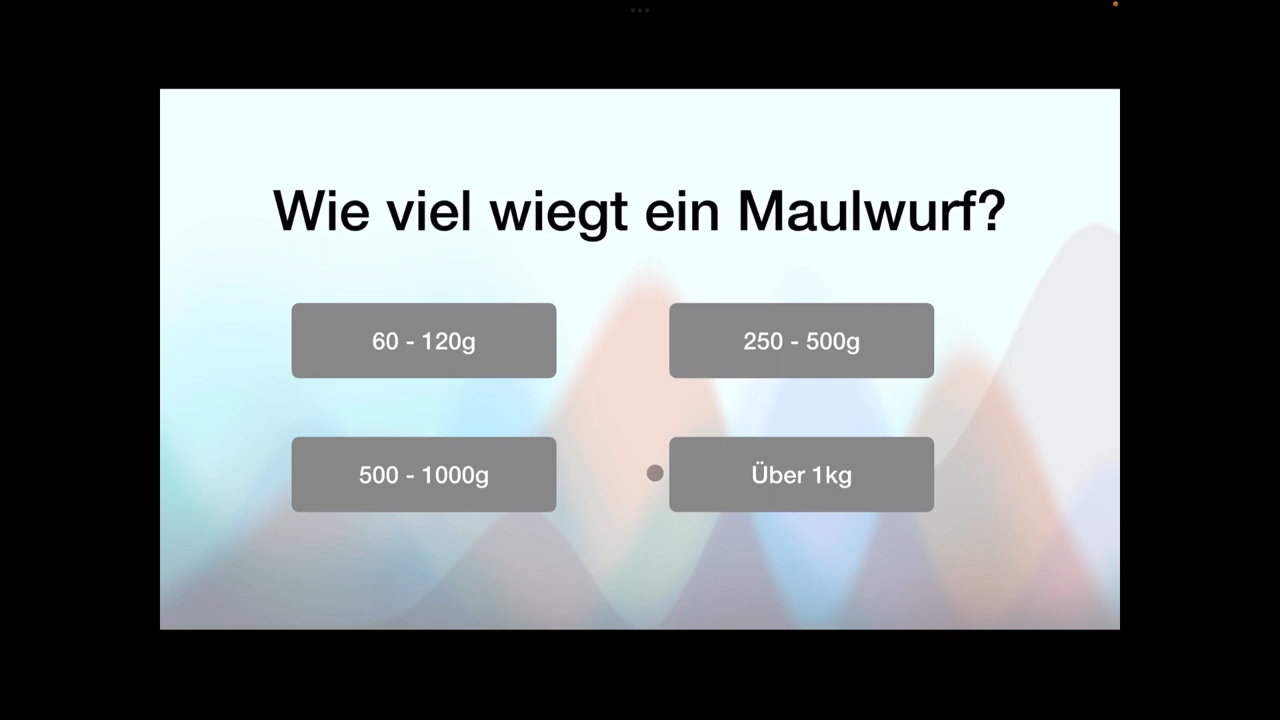 Wie viel wiegt ein Maulwurf?
60 - 120g
250 - 500g
500 - 1000g
Über 1kg